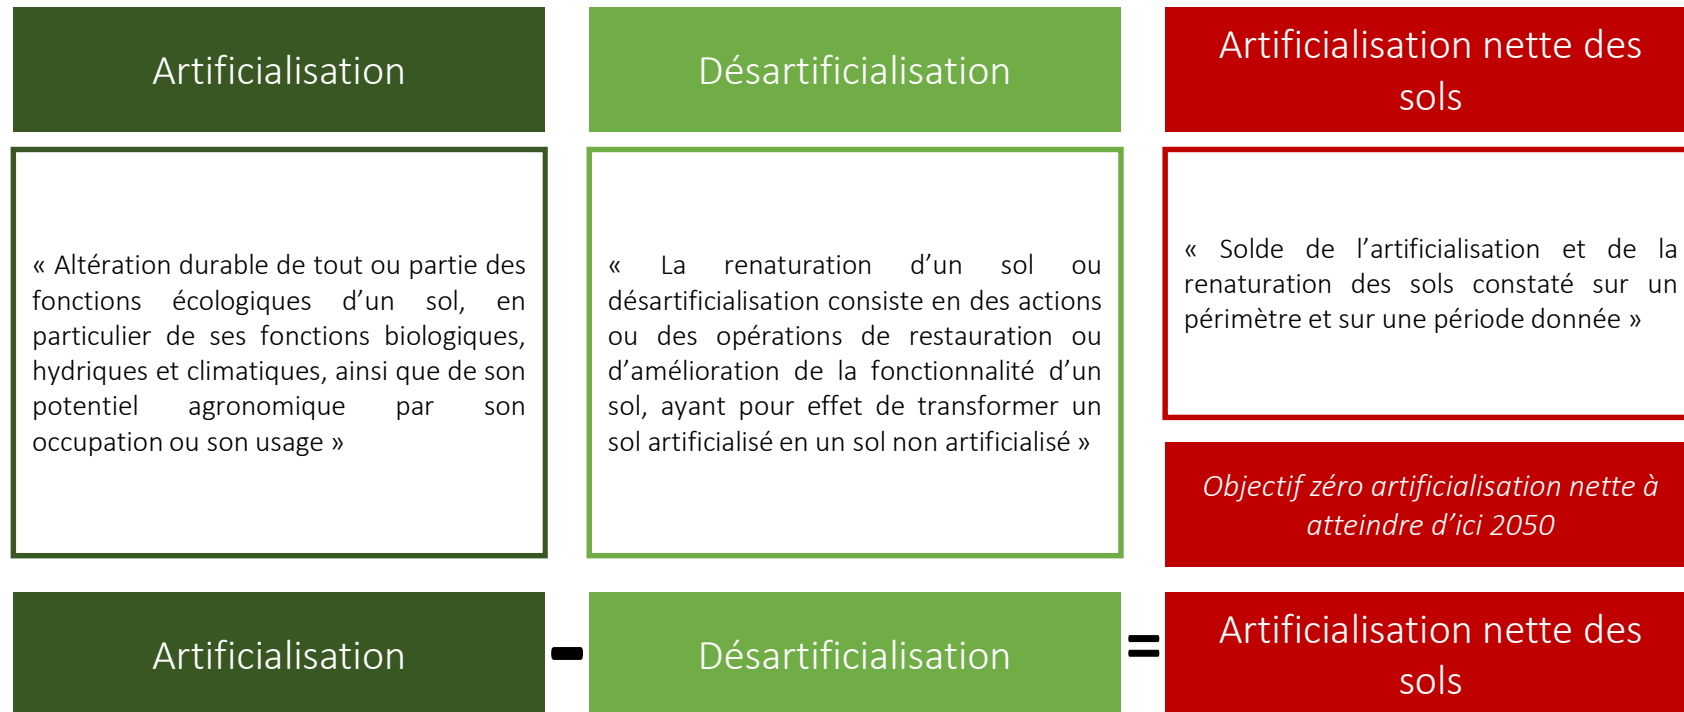 Artificialisation
Désartificialisation
Artificialisation nette des
sols
« Altération durable de tout ou partie des
fonctions écologiques d’un sol, en
particulier de ses fonctions biologiques,
hydriques et climatiques, ainsi que de son
potentiel agronomique par son
occupation ou son usage »
« La renaturation d’un sol ou
désartificialisation consiste en des actions
ou des opérations de restauration ou
d’amélioration de la fonctionnalité d’un
sol, ayant pour effet de transformer un
sol artificialisé en un sol non artificialisé »
« Solde de l’artificialisation et de la
renaturation des sols constaté sur un
périmètre et sur une période donnée »
Objectif zéro artificialisation nette à
atteindre d’ici 2050
Artificialisation
-
Désartificialisation
=
Artificialisation nette des
sols